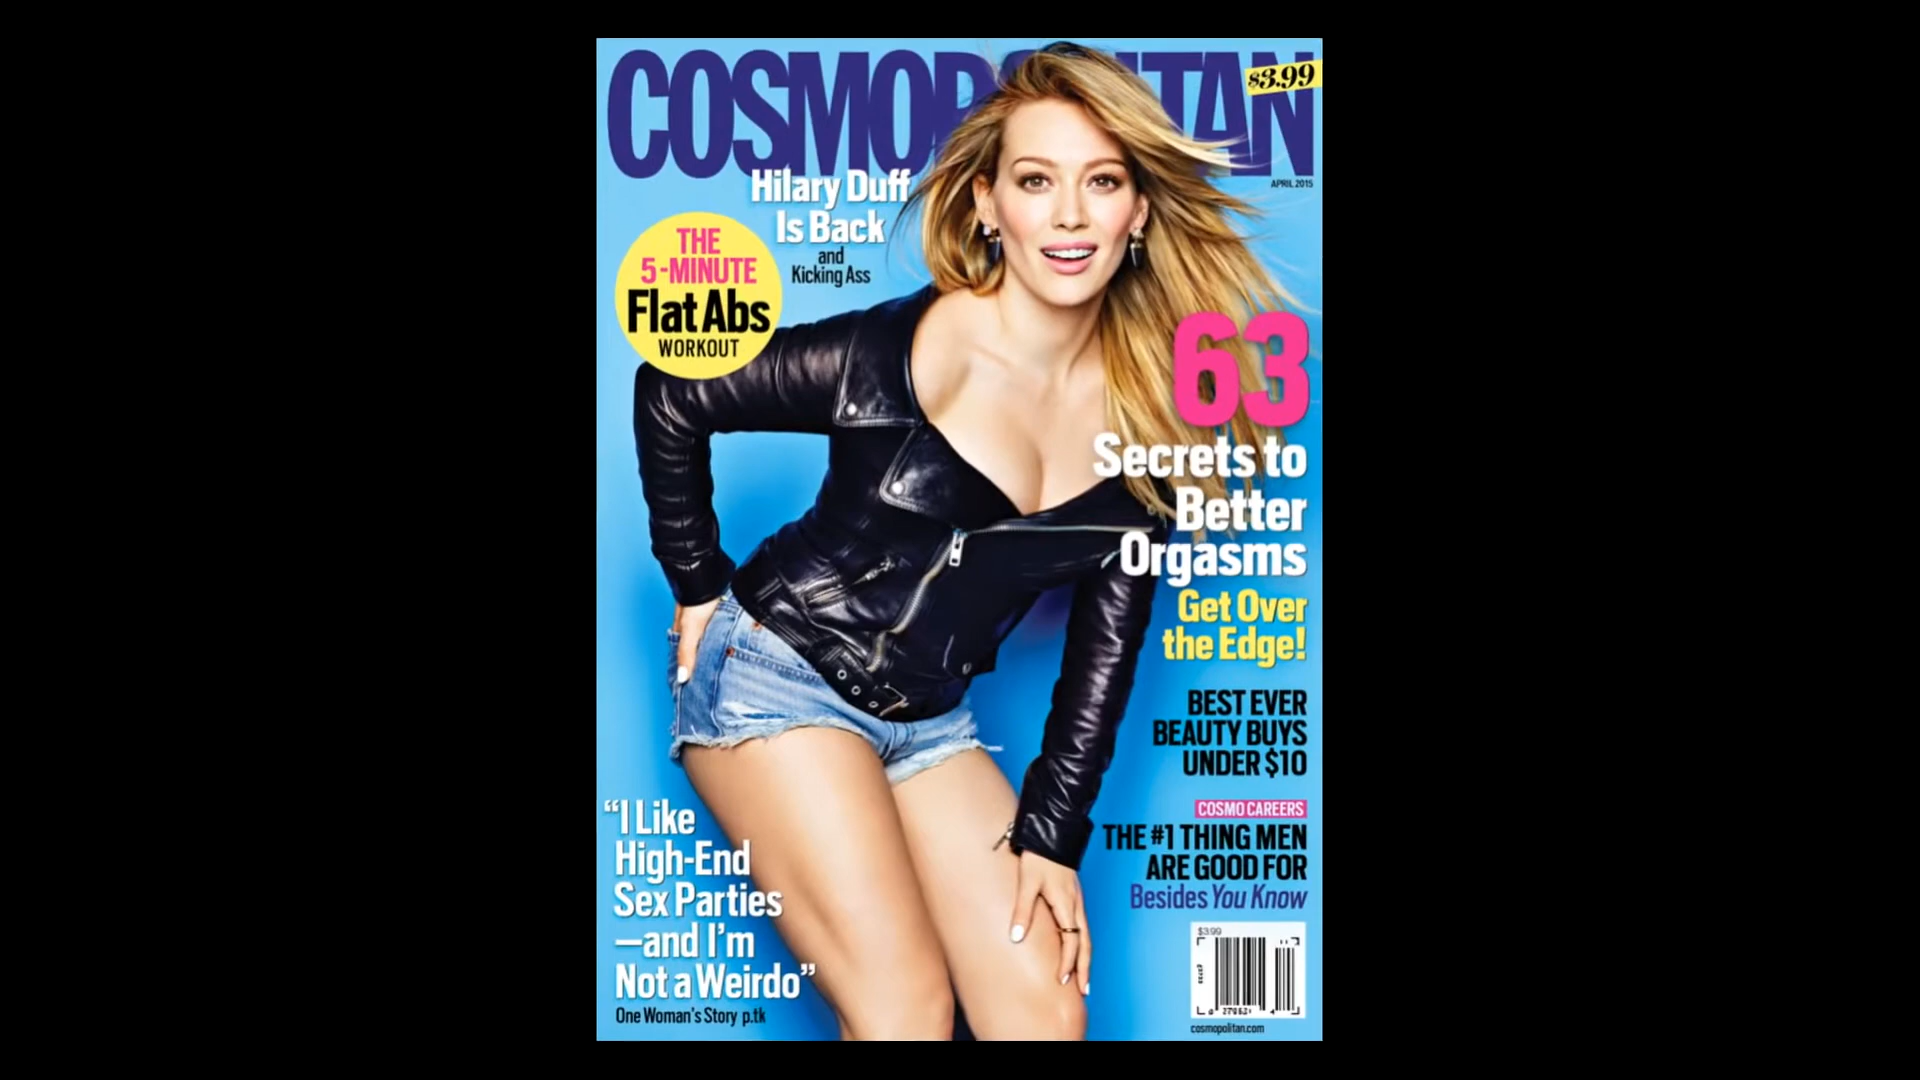 COSMOPOLITAN
$3.99
APRIL 2015
Hilary Duff
Is Back
and
Kicking Ass
THE
5-MINUTE
Flat Abs
WORKOUT
63
Secrets to
Better
Orgasms
Get Over
the Edge!
BEST EVER
BEAUTY BUYS
UNDER $10
COSMO CAREERS
THE #1 THING MEN
ARE GOOD FOR
Besides You Know
“I Like
High-End
Sex Parties
—and I’m
Not a Weirdo”
One Woman’s Story p.tk
$3.99
cosmopolitan.com